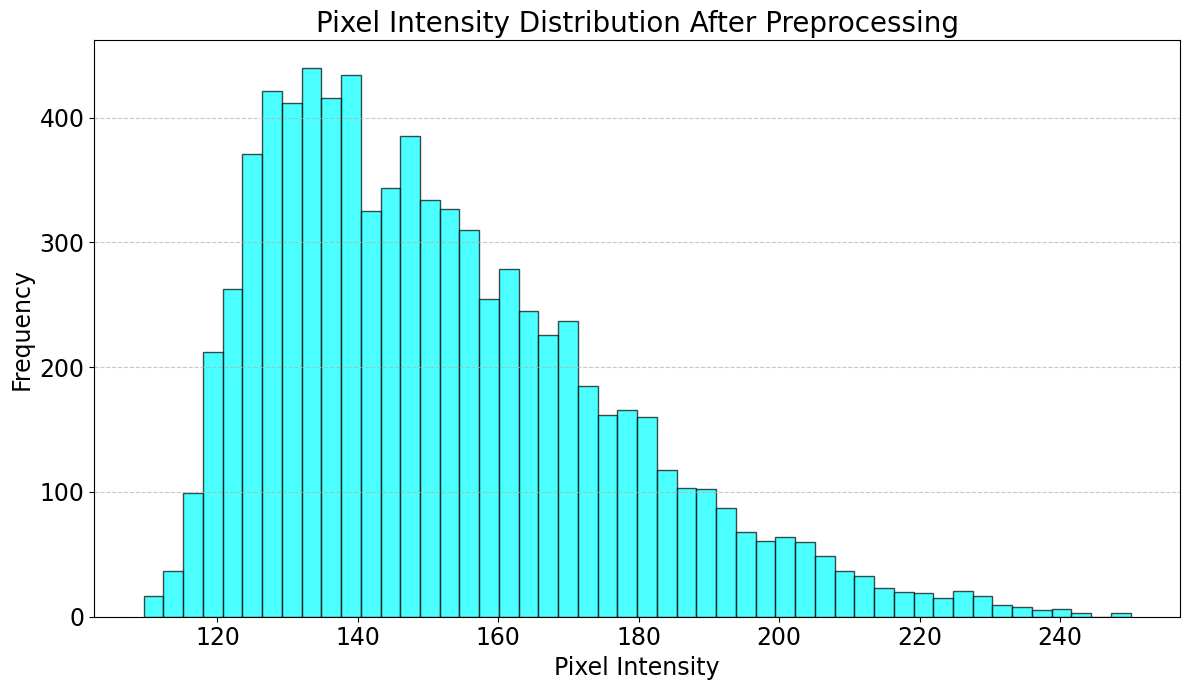 Pixel Intensity Distribution After Preprocessing
Frequency
400
300
200
100
0
120 140 160 180 200 220 240
Pixel Intensity